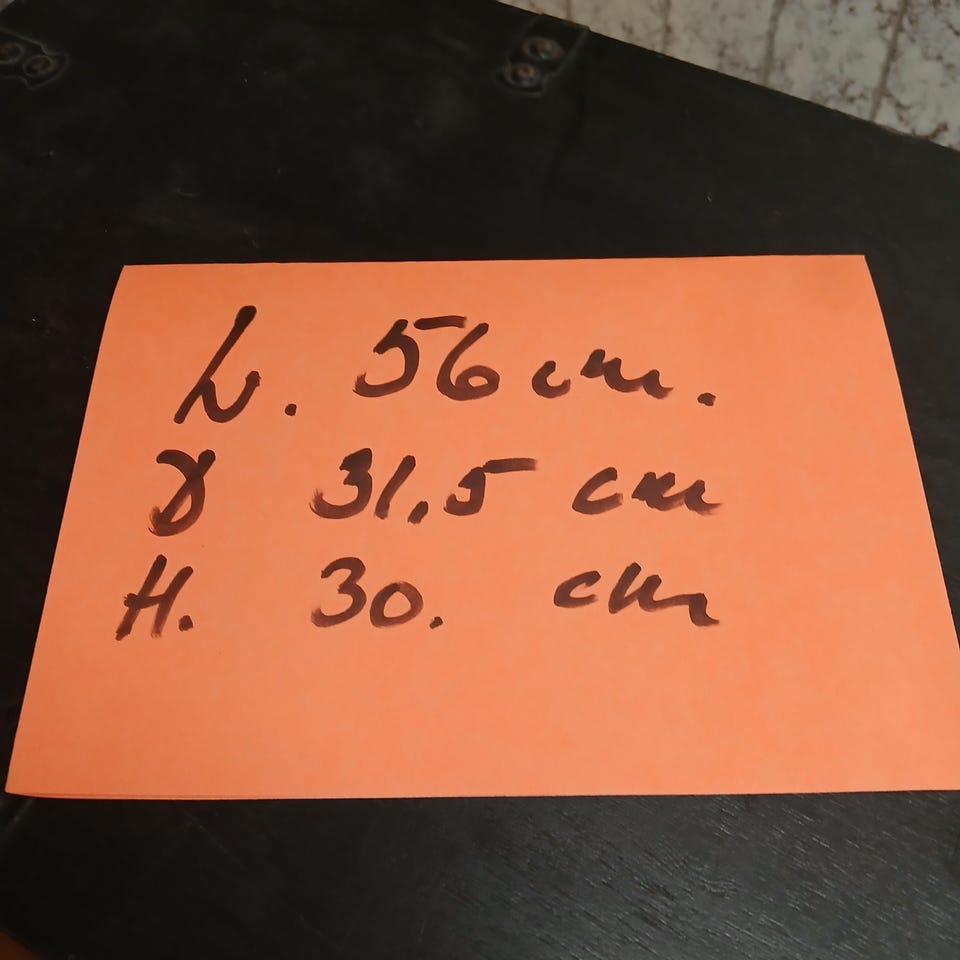 L. 56 cm.
D 31,5 cm
H. 30. cm